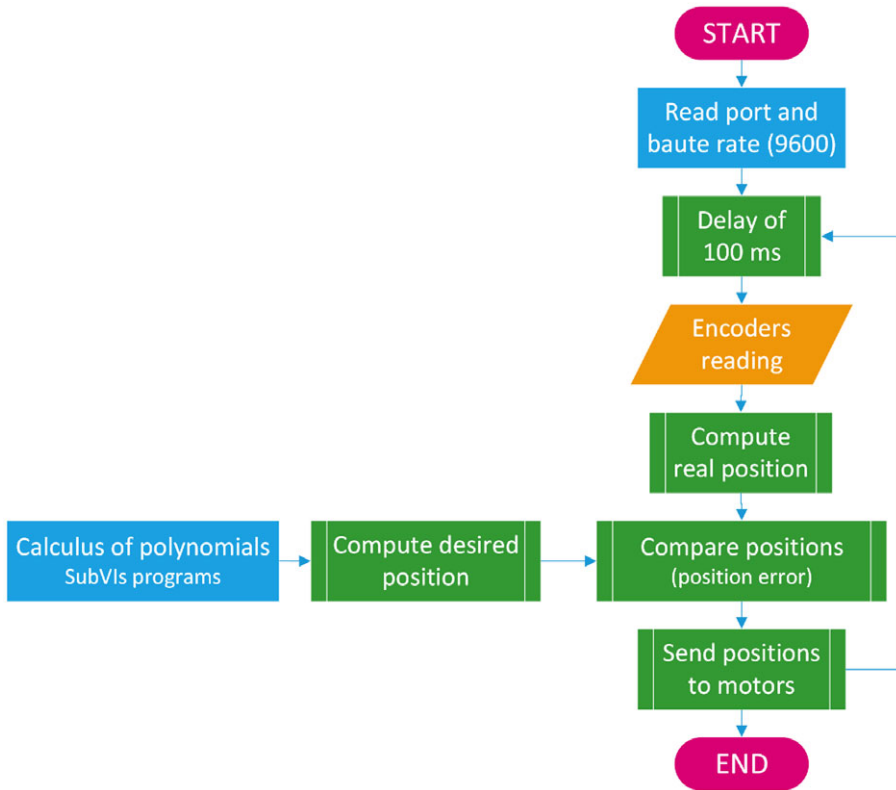 START
Read port and
baute rate (9600)
Delay of
100 ms
Encoders
reading
Compute
real position
Calculus of polynomials
SubVIs programs
Compute desired
position
Compare positions
(position error)
Send positions
to motors
END